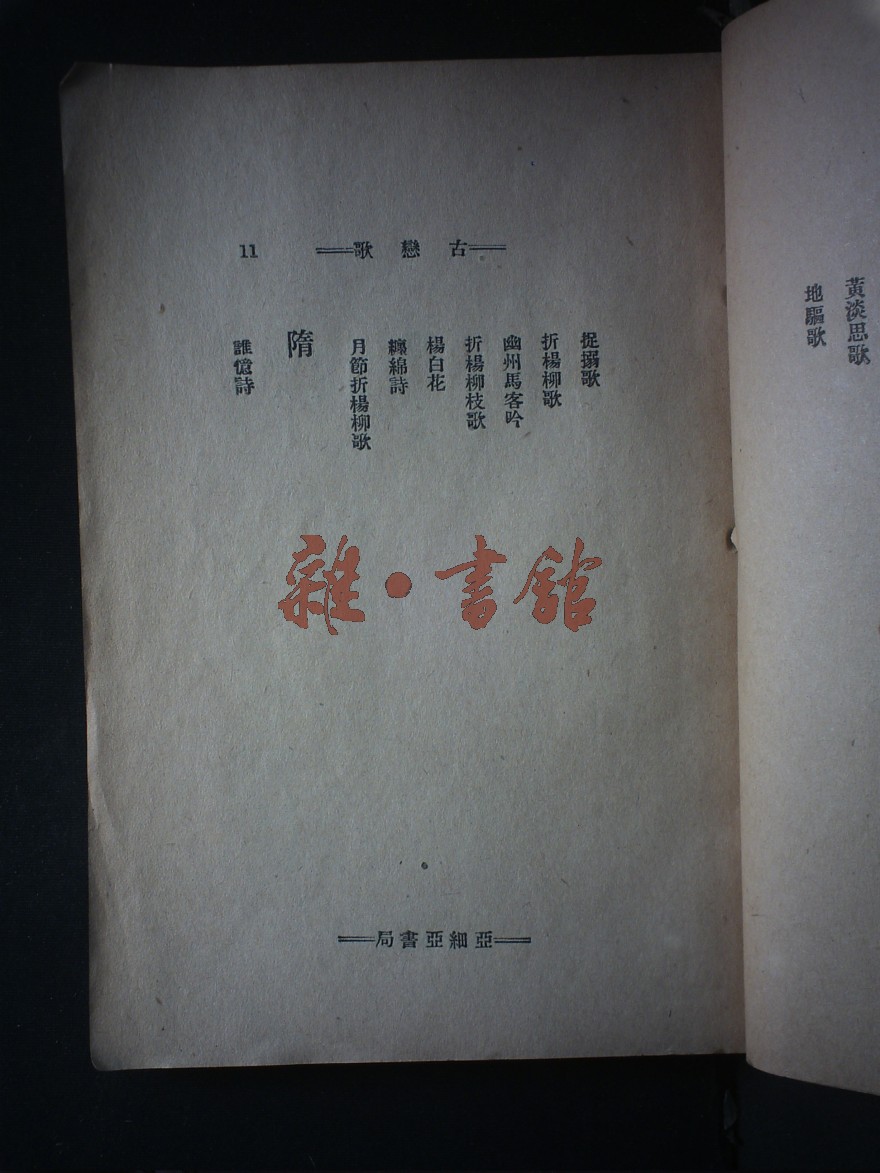 黃淡思歌
地驅歌
古戀歌
11
捉搦歌
折楊柳歌
幽州馬客吟
折楊柳枝歌
楊白花
纏綿詩
月節折楊柳歌
隋
誰憶詩
雜·書館
亞細亞書局